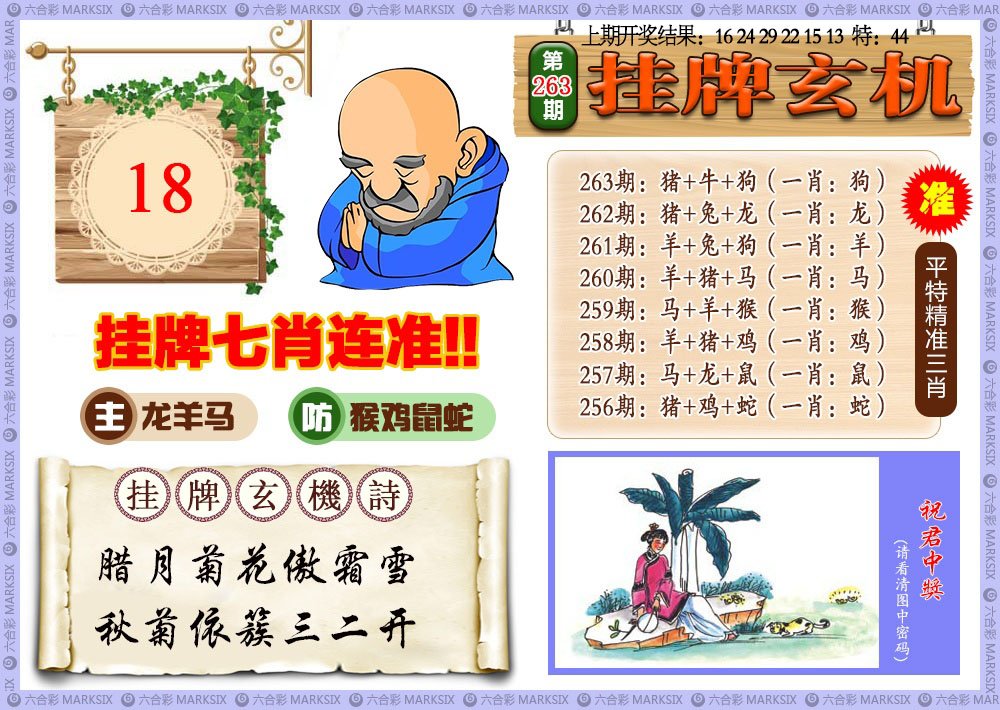 上期开奖结果：16 24 29 22 15 13 特：44
第
263
期
挂牌玄机
18
263期：猪+牛+狗（一肖：狗）
262期：猪+兔+龙（一肖：龙）
261期：羊+兔+狗（一肖：羊）
260期：羊+猪+马（一肖：马）
259期：马+羊+猴（一肖：猴）
258期：羊+猪+鸡（一肖：鸡）
257期：马+龙+鼠（一肖：鼠）
256期：猪+鸡+蛇（一肖：蛇）
准
平特精准三肖
挂牌七肖连准!!
主 龙羊马
防 猴鸡鼠蛇
挂牌玄機詩
腊月菊花傲霜雪
秋菊依簇三二开
祝君中獎
（请看清图中密码）
六合彩 MARKSIX